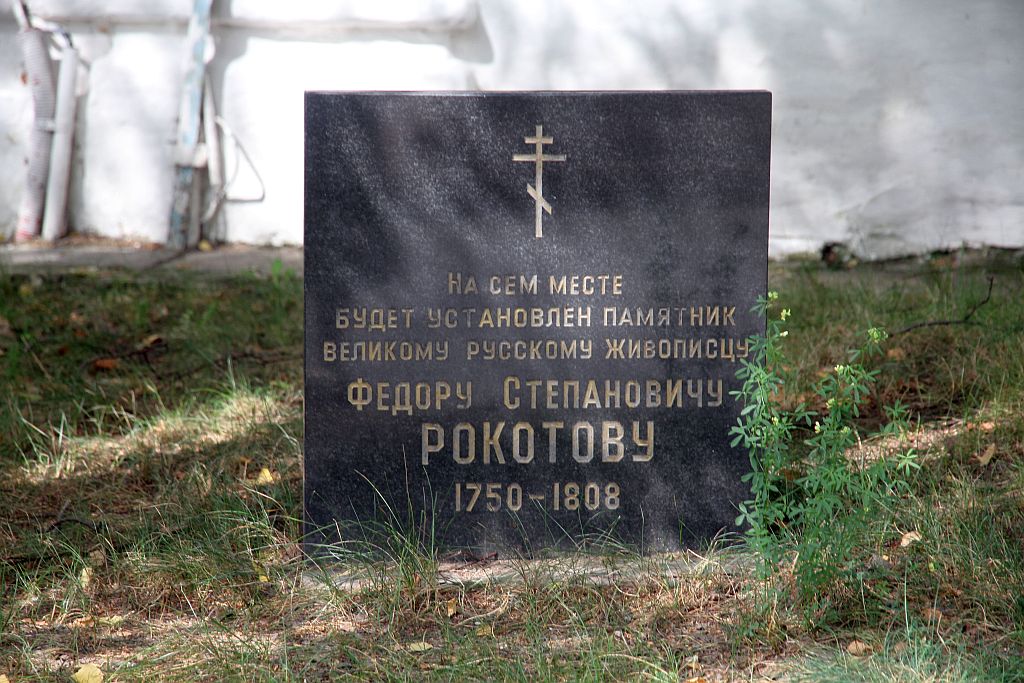 На сем месте
будет установлен памятник
великому русскому живописцу
Федору Степановичу
Рокотову
1750-1808